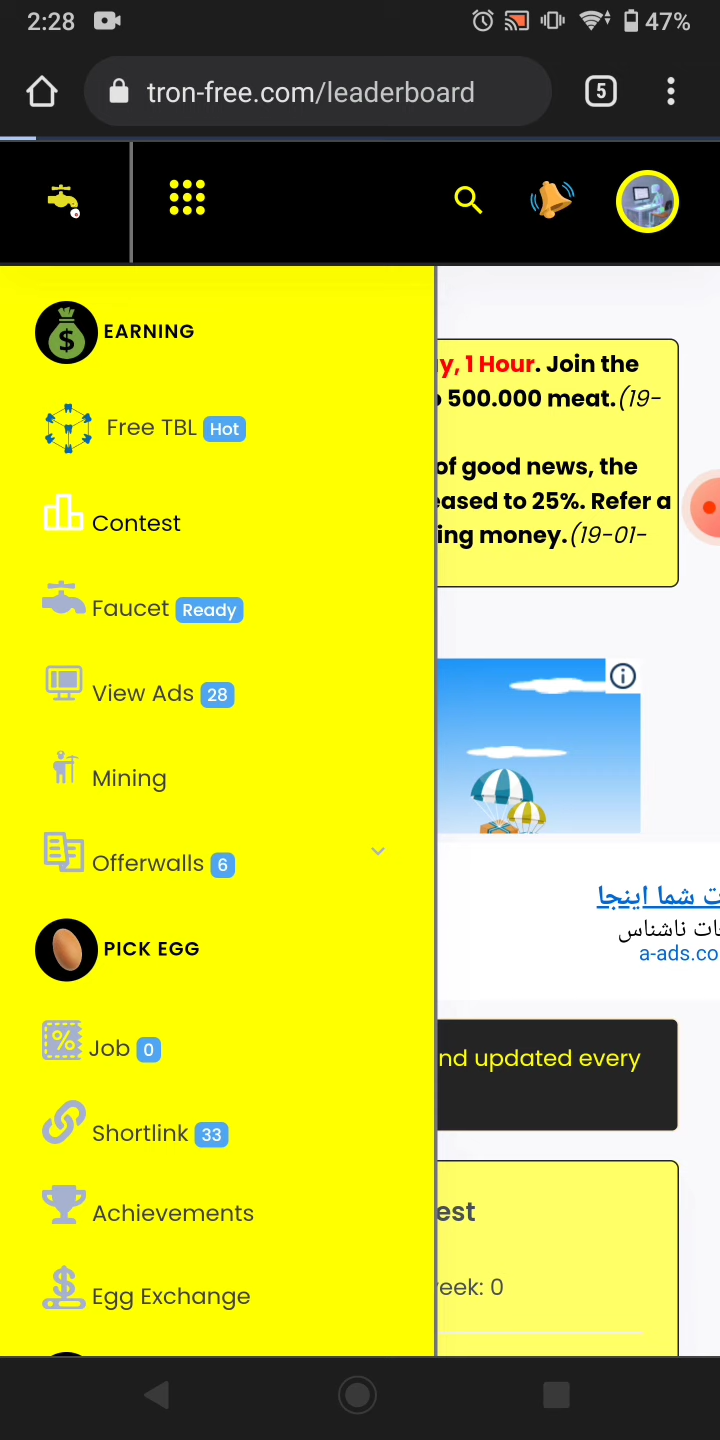 2:28
47%
tron-free.com/leaderboard
5
EARNING
Free TBL Hot
Contest
Faucet Ready
View Ads 28
Mining
Offerwalls 6
PICK EGG
Job 0
Shortlink 33
Achievements
Egg Exchange
y, 1 Hour. Join the
500.000 meat.(19-
of good news, the
eased to 25%. Refer a
ing money.(19-01-
ت شما اینجا
ات ناشناس
a-ads.co
nd updated every
est
eek: 0